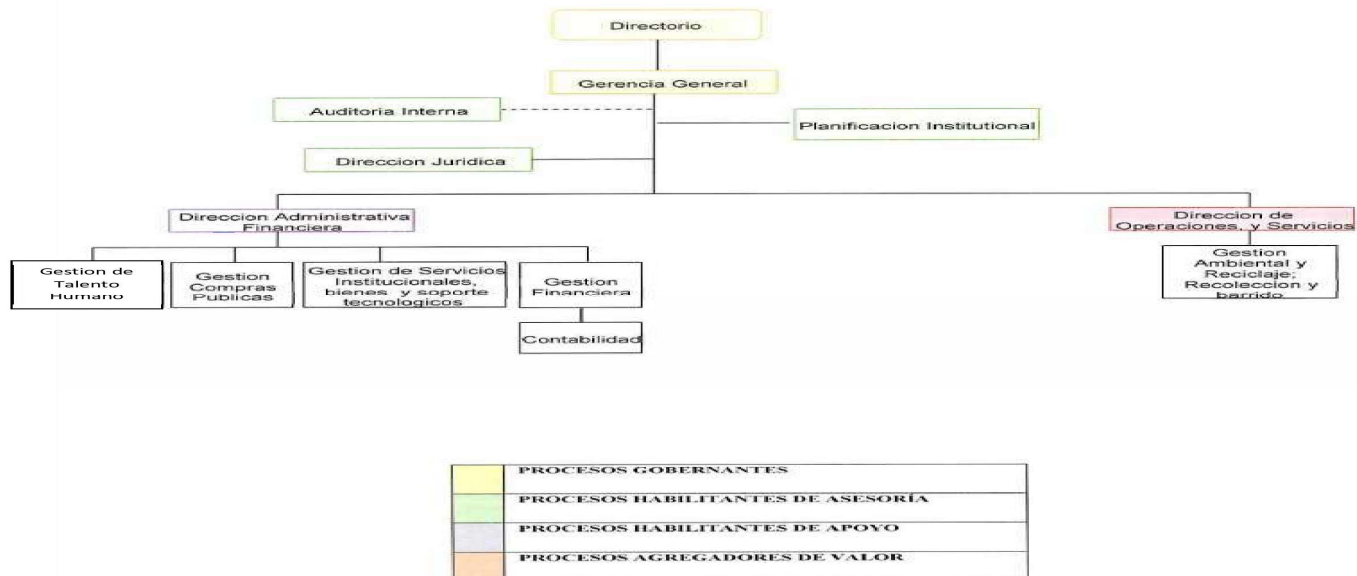 Directorio
Gerencia General
Auditoria Interna
Planificacion Institutional
Direccion Juridica
Direccion Administrativa
Financiera
Direccion de
Operaciones, y Servicios
Gestion de
Talento
Humano
Gestion
Compras
Publicas
Gestion de Servicios
Institucionales,
bienes y soporte
tecnologicos
Gestion
Financiera
Gestion
Ambiental y
Reciclaje;
Recoleccion y
barrido
Contabilidad
PROCESOS GOBERNANTES
PROCESOS HABILITANTES DE ASESORÍA
PROCESOS HABILITANTES DE APOYO
PROCESOS AGREGADORES DE VALOR